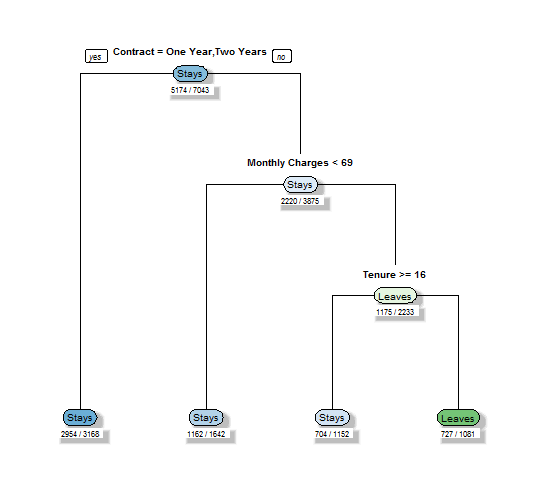 yes Contract = One Year,Two Years no
Stays
5174 / 7043
Monthly Charges < 69
Stays
2220 / 3875
Tenure >= 16
Leaves
1175 / 2233
Stays Stays Stays Leaves
2954 / 3168 1162 / 1642 704 / 1152 727 / 1081